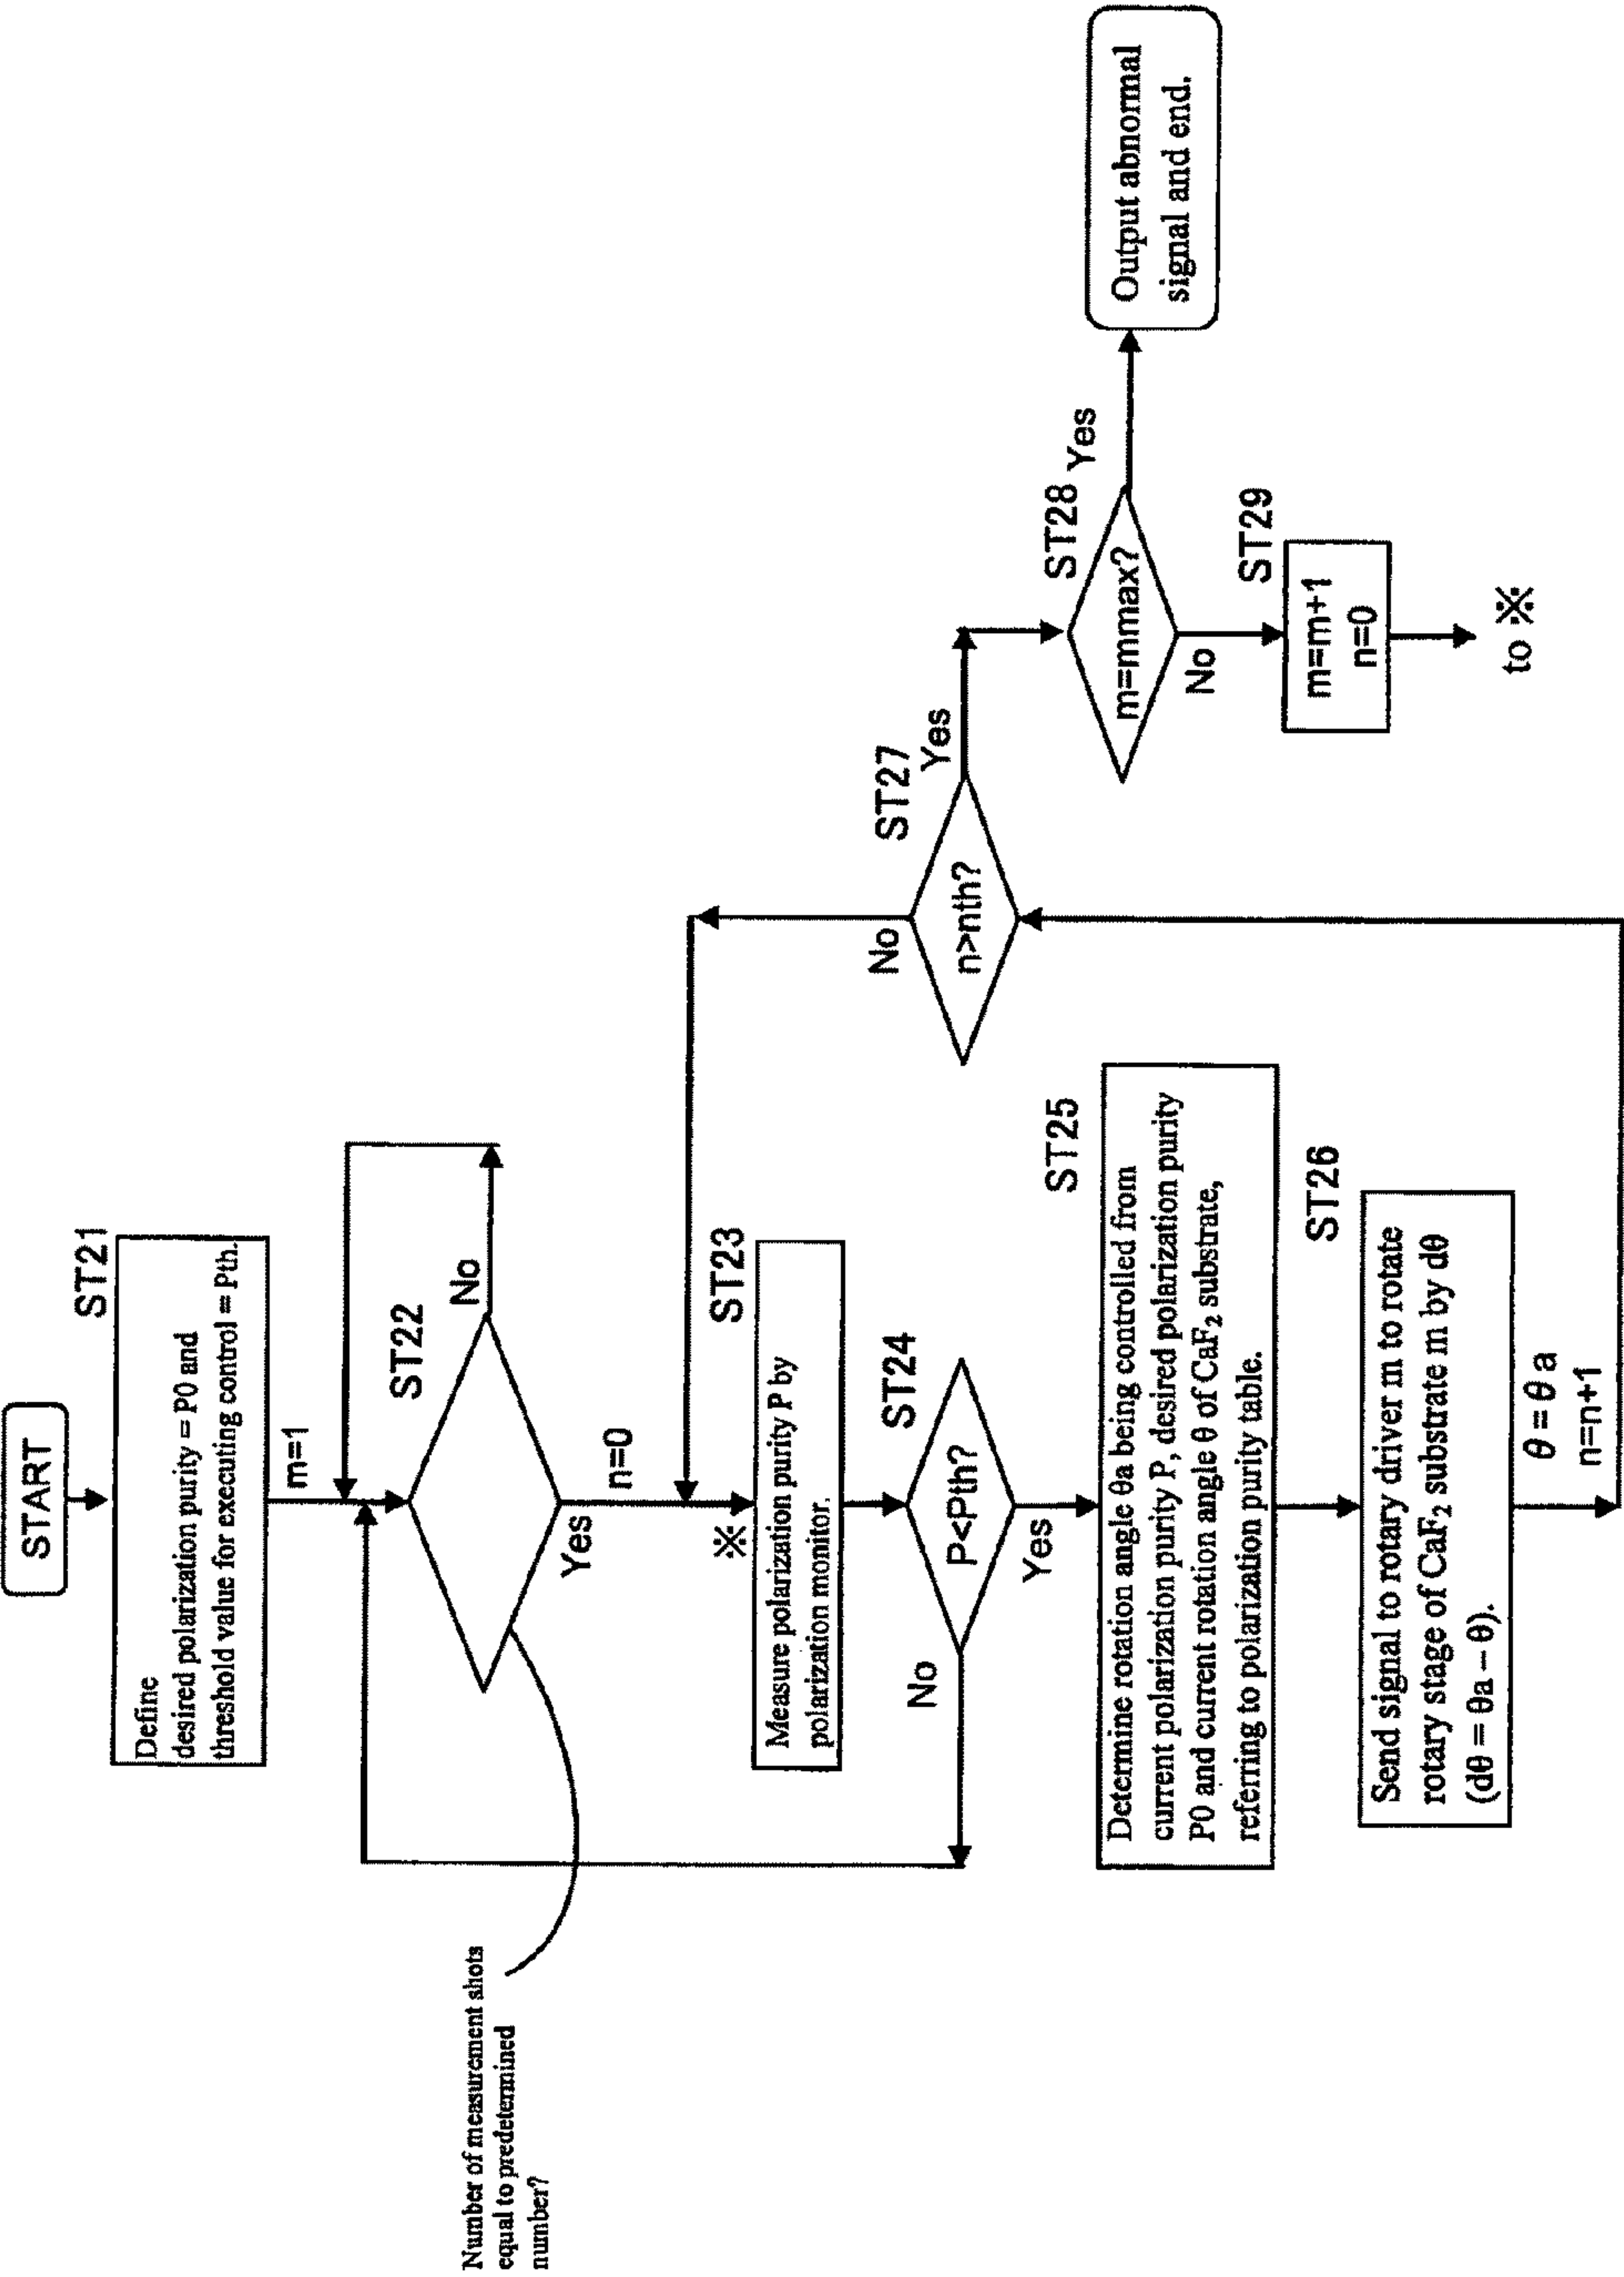 START
ST21
Define
desired polarization purity = P0 and
threshold value for executing control = Pth.
m=1
ST22
No
Number of measurement shots
equal to predetermined
number?
Yes
n=0
※
ST23
Measure polarization purity P by
polarization monitor.
ST24
P<Pth?
No
Yes
ST25
Determine rotation angle θa being controlled from
current polarization purity P, desired polarization purity
P0 and current rotation angle θ of CaF₂ substrate,
referring to polarization purity table.
ST26
Send signal to rotary driver m to rotate
rotary stage of CaF₂ substrate m by dθ
(dθ = θa – θ).
θ = θ a
n=n+1
ST27
n>nth?
No
Yes
ST28
m=mmax?
Yes
No
Output abnormal
signal and end.
ST29
m=m+1
n=0
to ※